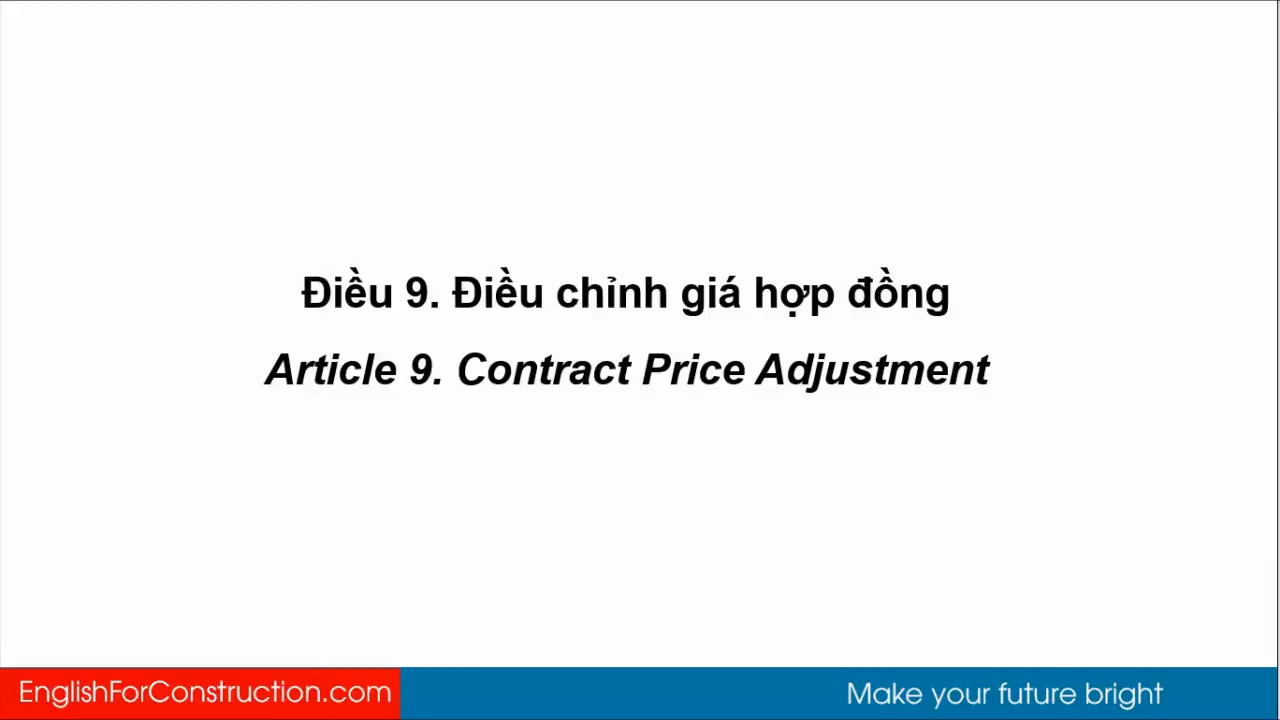 Điều 9. Điều chỉnh giá hợp đồng
Article 9. Contract Price Adjustment
EnglishForConstruction.com
Make your future bright